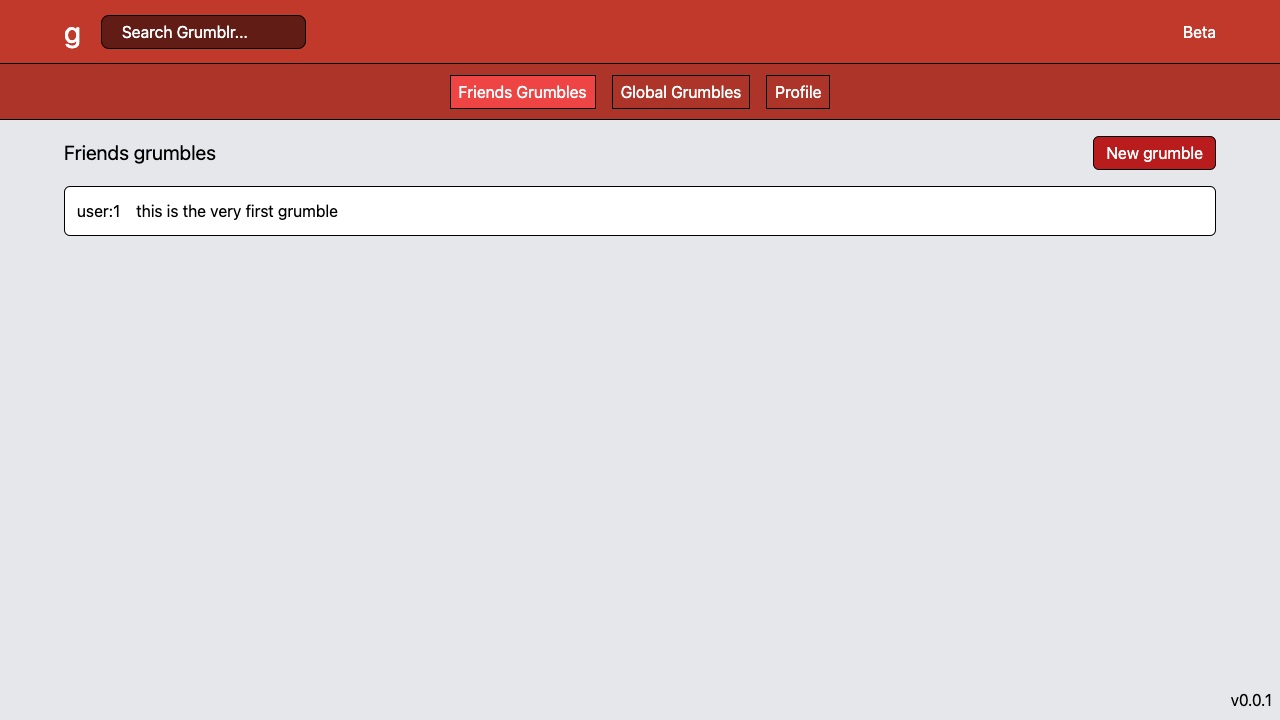 g Search Grumblr... Beta
Friends Grumbles Global Grumbles Profile
Friends grumbles New grumble
user:1 this is the very first grumble
v0.0.1